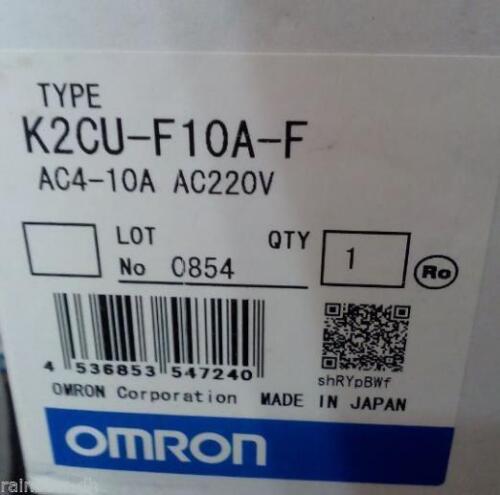 TYPE
K2CU-F10A-F
AC4-10A AC220V
LOT
No 0854
QTY
1
Ro
4 536853 547240
shRYpBWf
OMRON Corporation MADE IN JAPAN
OMRON